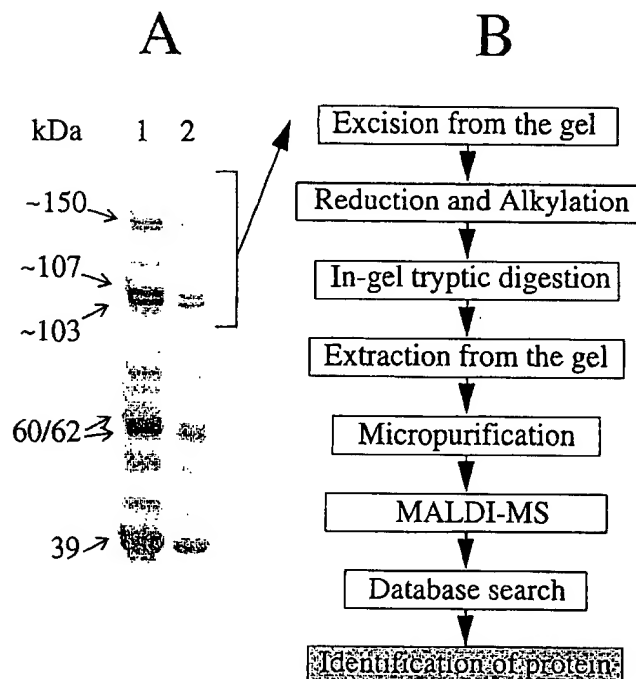 A
B
kDa 1 2
~150
~107
~103
60/62
39
Excision from the gel
Reduction and Alkylation
In-gel tryptic digestion
Extraction from the gel
Micropurification
MALDI-MS
Database search
Identification of protein